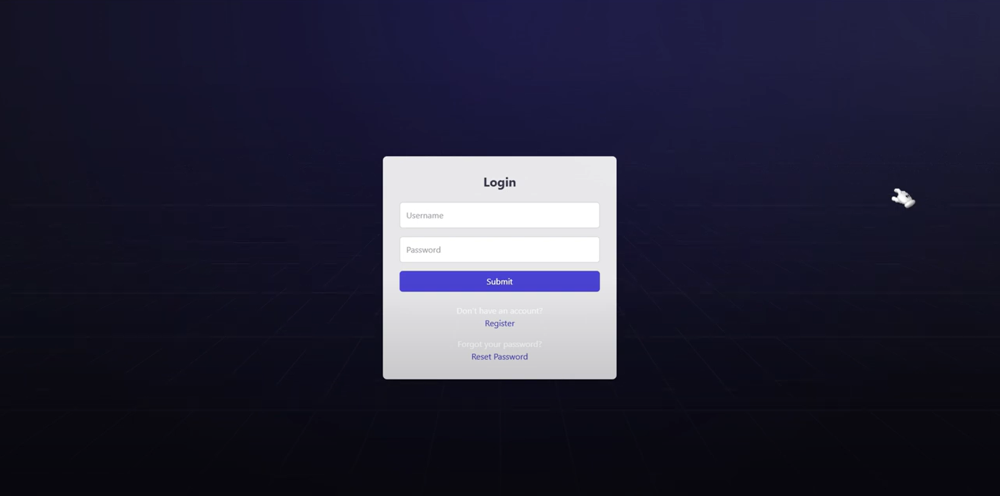 Login
Username
Password
Submit
Don't have an account?
Register
Forgot your password?
Reset Password